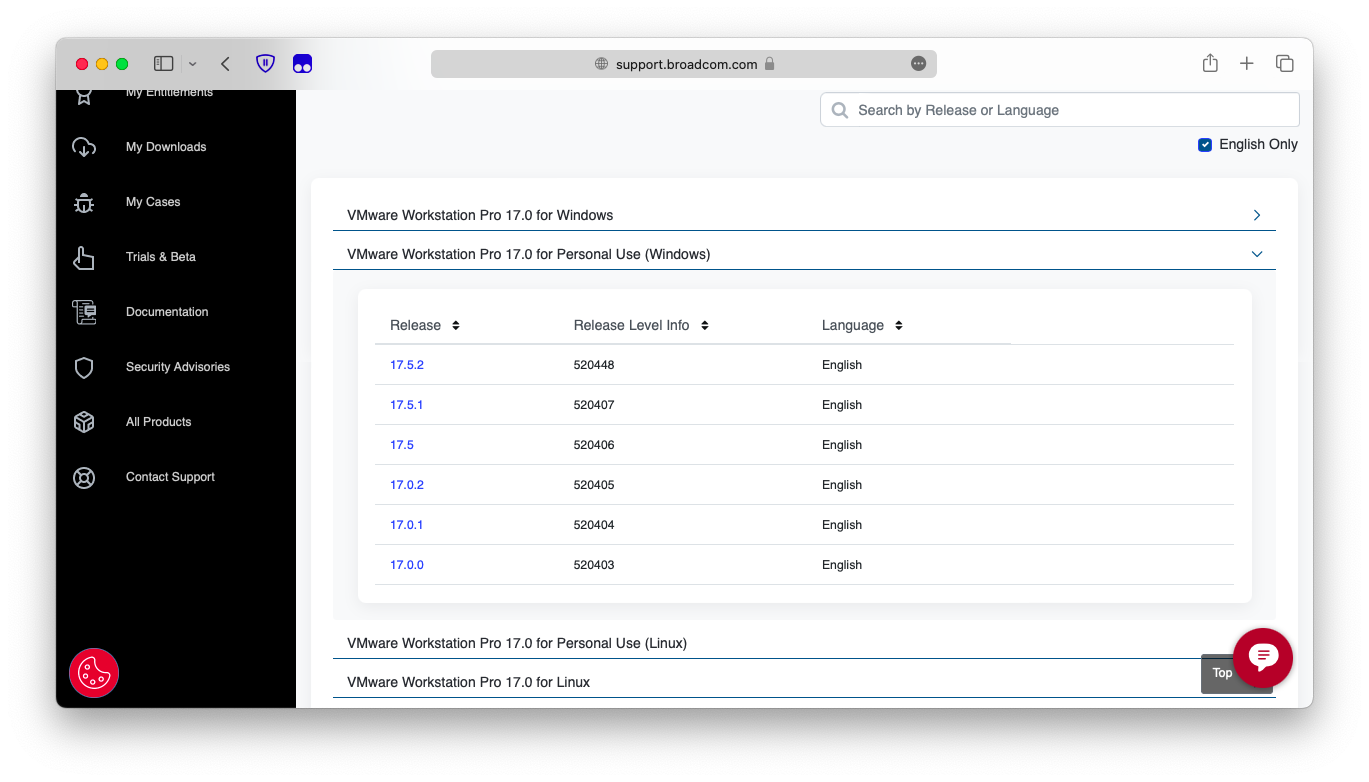 support.broadcom.com
My Entitlements
My Downloads
My Cases
Trials & Beta
Documentation
Security Advisories
All Products
Contact Support
Search by Release or Language
English Only
VMware Workstation Pro 17.0 for Windows
VMware Workstation Pro 17.0 for Personal Use (Windows)
Release Release Level Info Language
17.5.2 520448 English
17.5.1 520407 English
17.5 520406 English
17.0.2 520405 English
17.0.1 520404 English
17.0.0 520403 English
VMware Workstation Pro 17.0 for Personal Use (Linux)
VMware Workstation Pro 17.0 for Linux
Top